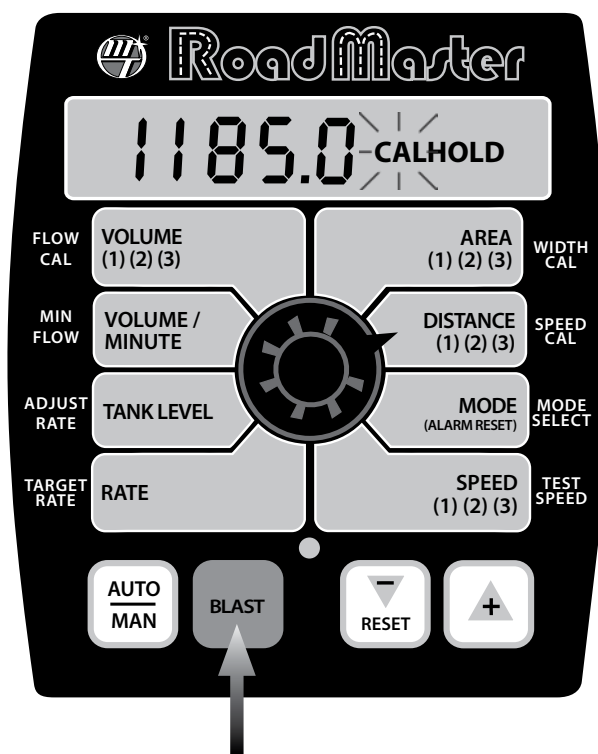 RoadMaster
1185.0 CALHOLD
FLOW
CAL
VOLUME
(1) (2) (3)
AREA
(1) (2) (3)
WIDTH
CAL
MIN
FLOW
VOLUME /
MINUTE
DISTANCE
(1) (2) (3)
SPEED
CAL
ADJUST
RATE
TANK LEVEL
MODE
(ALARM RESET)
MODE
SELECT
TARGET
RATE
RATE
SPEED
(1) (2) (3)
TEST
SPEED
AUTO
MAN
BLAST
–
RESET
+